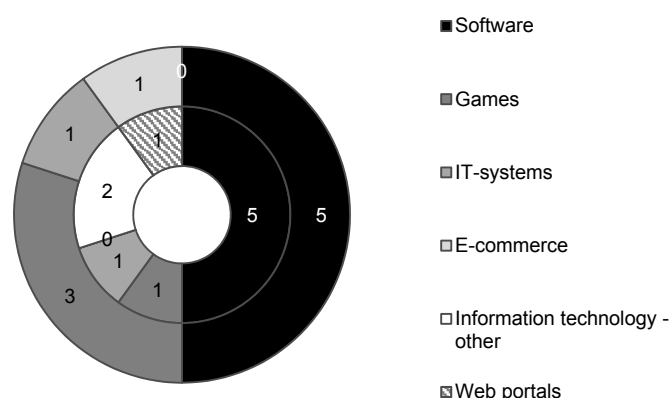 Software
Games
IT-systems
E-commerce
Information technology -
other
Web portals
0
1
1
1
2
5
5
0
1
1
3